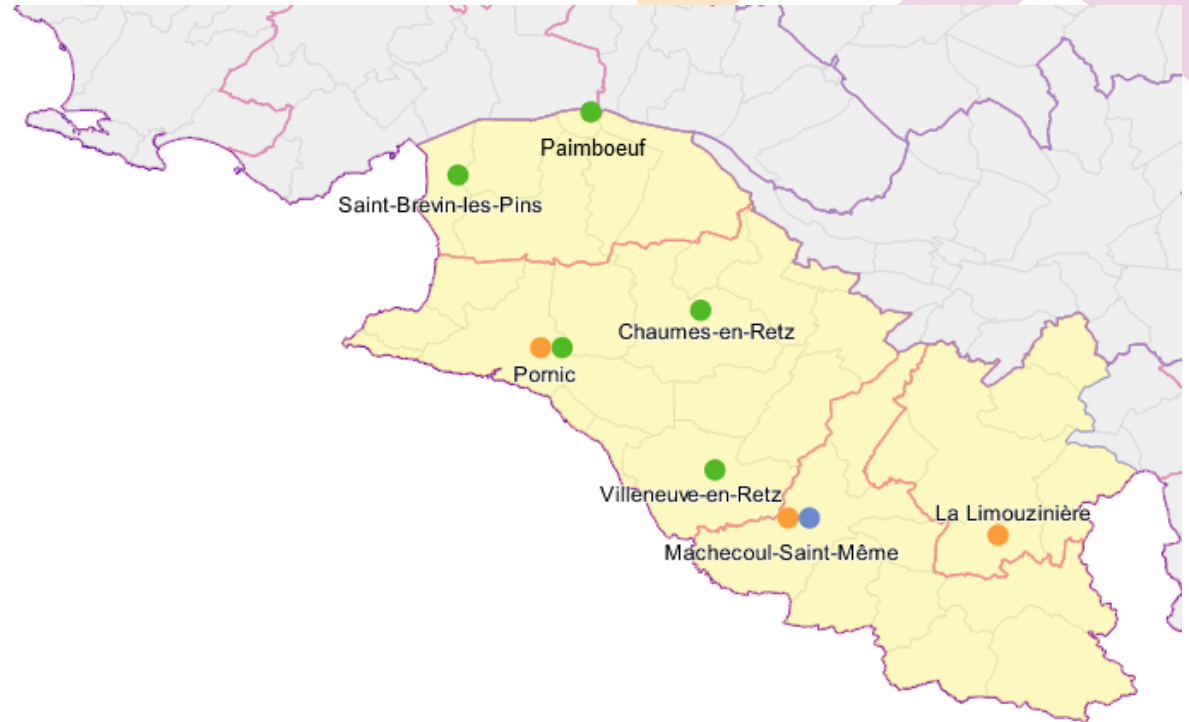 Paimboeuf
Saint-Brevin-les-Pins
Chaumes-en-Retz
Pornic
Villeneuve-en-Retz
La Limouzinière
Machecoul-Saint-Même